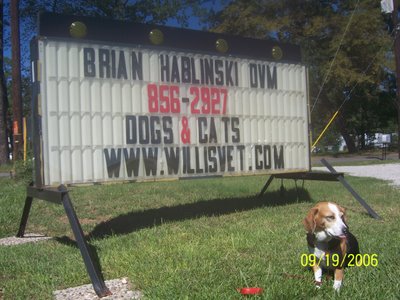 BRIAN HABLINSKI DVM
856-2827
DOGS & CATS
WWW.WILLISVET.COM
09/19/2006